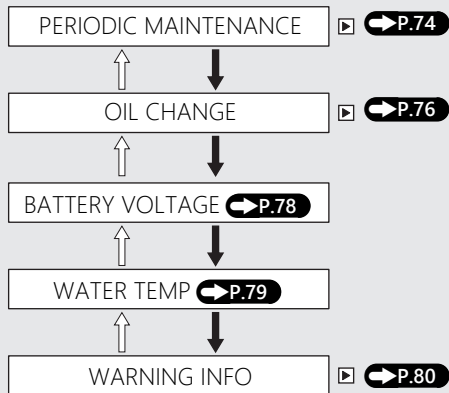 PERIODIC MAINTENANCE P.74
OIL CHANGE P.76
BATTERY VOLTAGE P.78
WATER TEMP P.79
WARNING INFO P.80